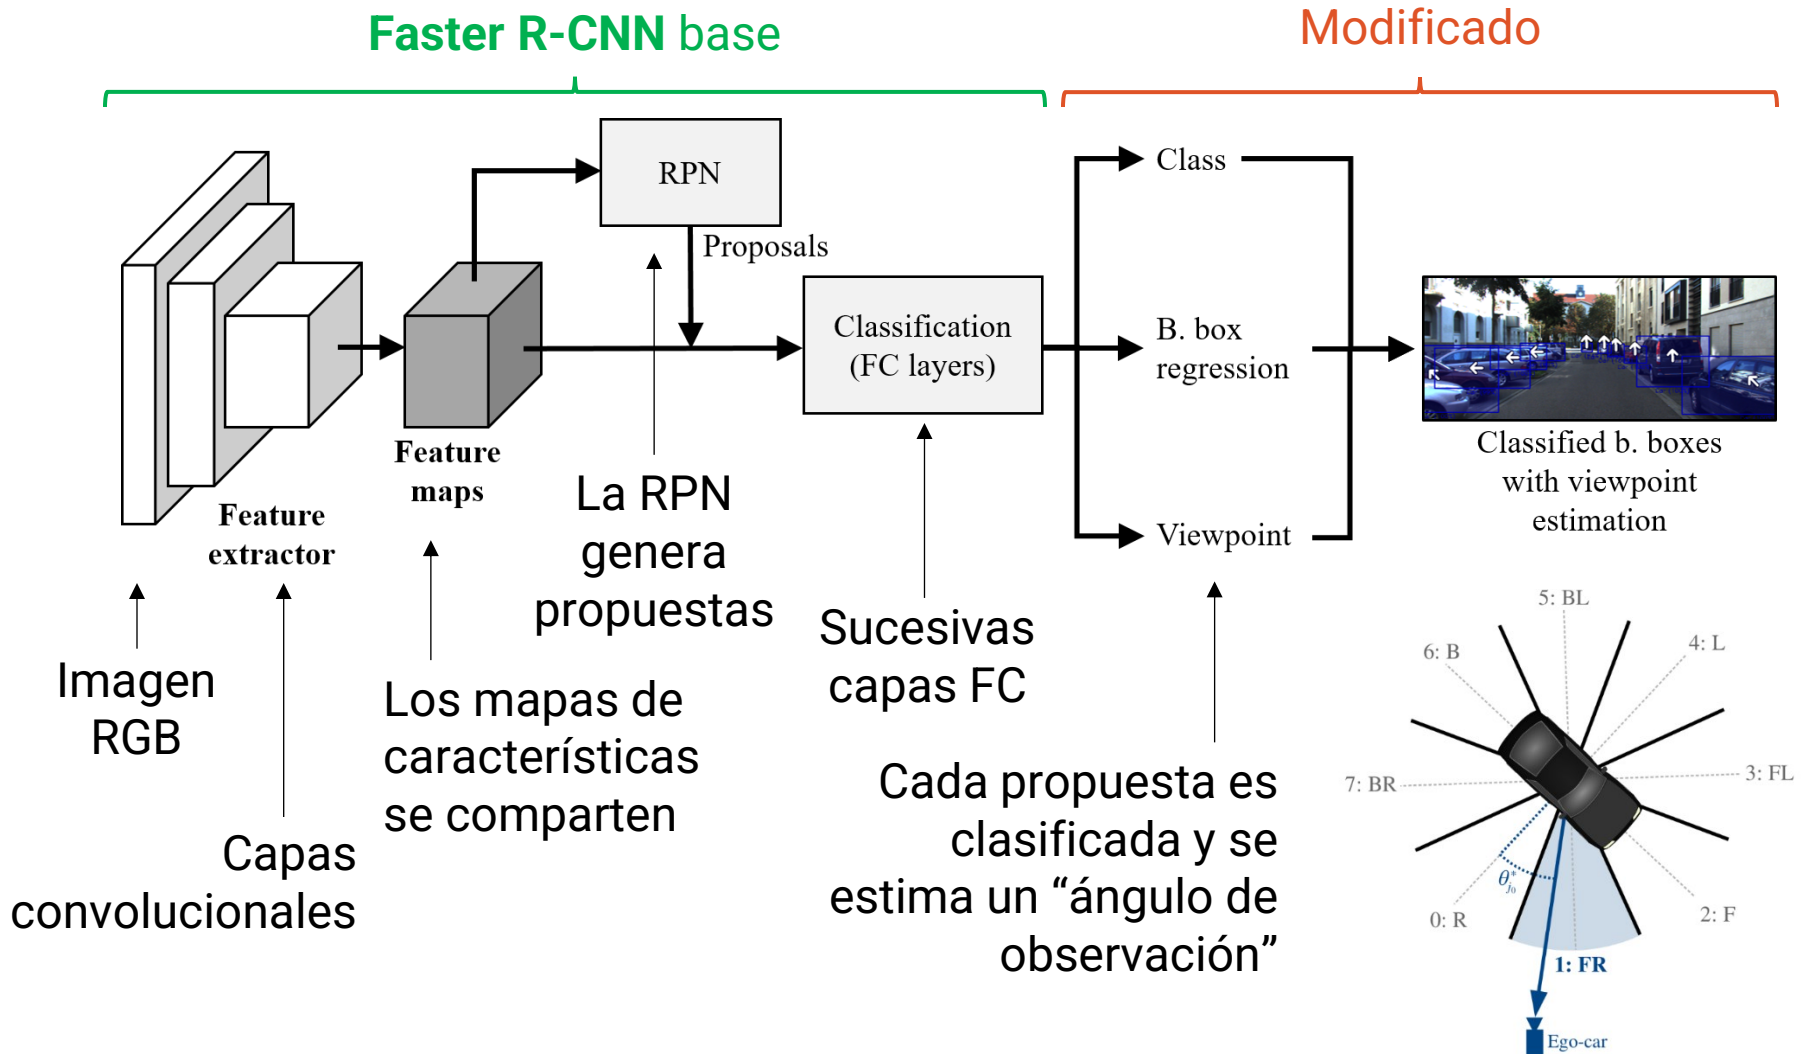 Faster R-CNN base
Modificado
RPN
Proposals
Class
B. box
regression
Viewpoint
Classification
(FC layers)
Feature
maps
Feature
extractor
Classified b. boxes
with viewpoint
estimation
Imagen
RGB
Capas
convolucionales
Los mapas de
características
se comparten
La RPN
genera
propuestas
Sucesivas
capas FC
Cada propuesta es
clasificada y se
estima un “ángulo de
observación”
5: BL
6: B
4: L
7: BR
3: FL
θ*j0
0: R
2: F
1: FR
Ego-car